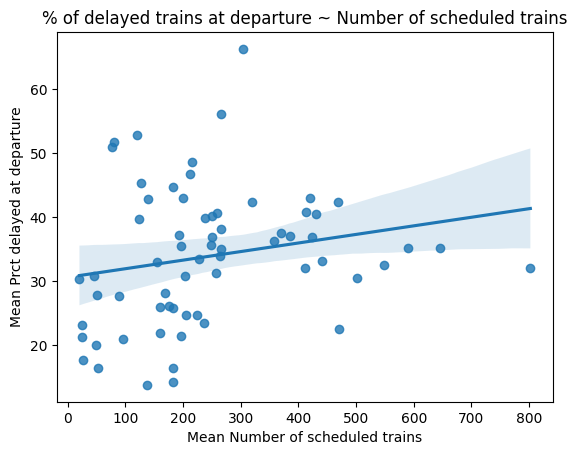 % of delayed trains at departure ~ Number of scheduled trains
60
50
40
30
20
Mean Prct delayed at departure
0 100 200 300 400 500 600 700 800
Mean Number of scheduled trains